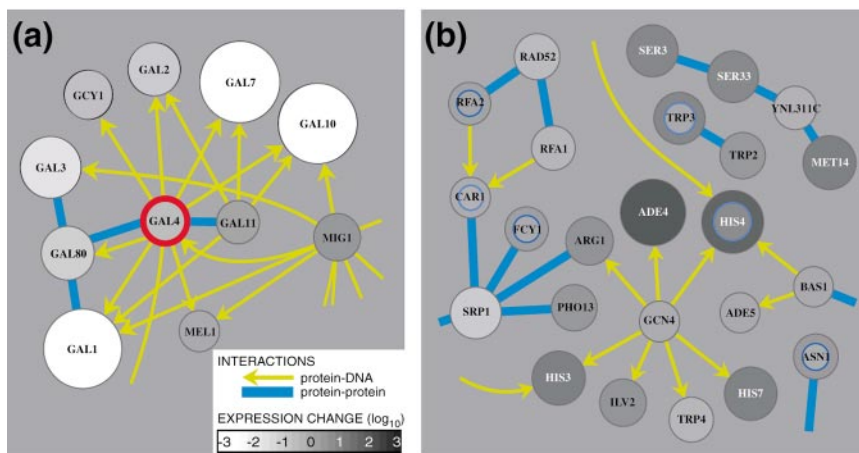 (a)
GAL2
GAL7
GCY1
GAL10
GAL3
GAL4
GAL11
MIG1
GAL80
MEL1
GAL1
INTERACTIONS
protein-DNA
protein-protein
EXPRESSION CHANGE (log10)
-3 -2 -1 0 1 2 3
(b)
SER3
RAD52
SER33
RFA2
YNL311C
TRP3
RFA1
TRP2
MET14
CAR1
ADE4
HIS4
FCY1
ARG1
BAS1
SRP1
PHO13
GCN4
ADE5
ASN1
HIS3
ILV2
HIS7
TRP4